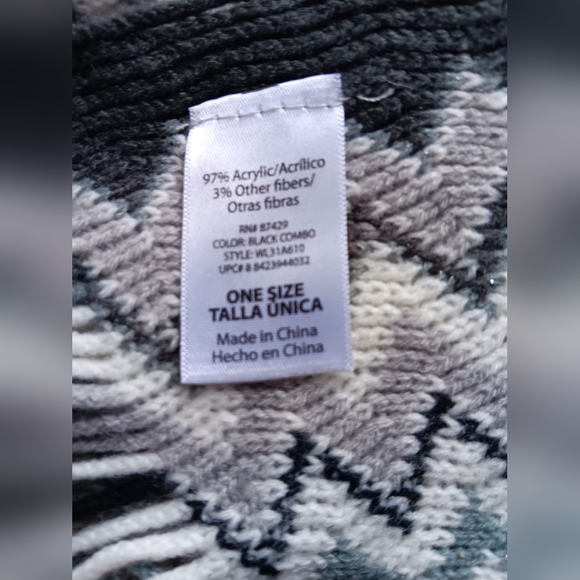 97% Acrylic/Acrílico
3% Other fibers/
Otras fibras
RN# 87429
COLOR: BLACK COMBO
STYLE: WL31A610
UPC# 8 8423944032
ONE SIZE
TALLA ÚNICA
Made in China
Hecho en China